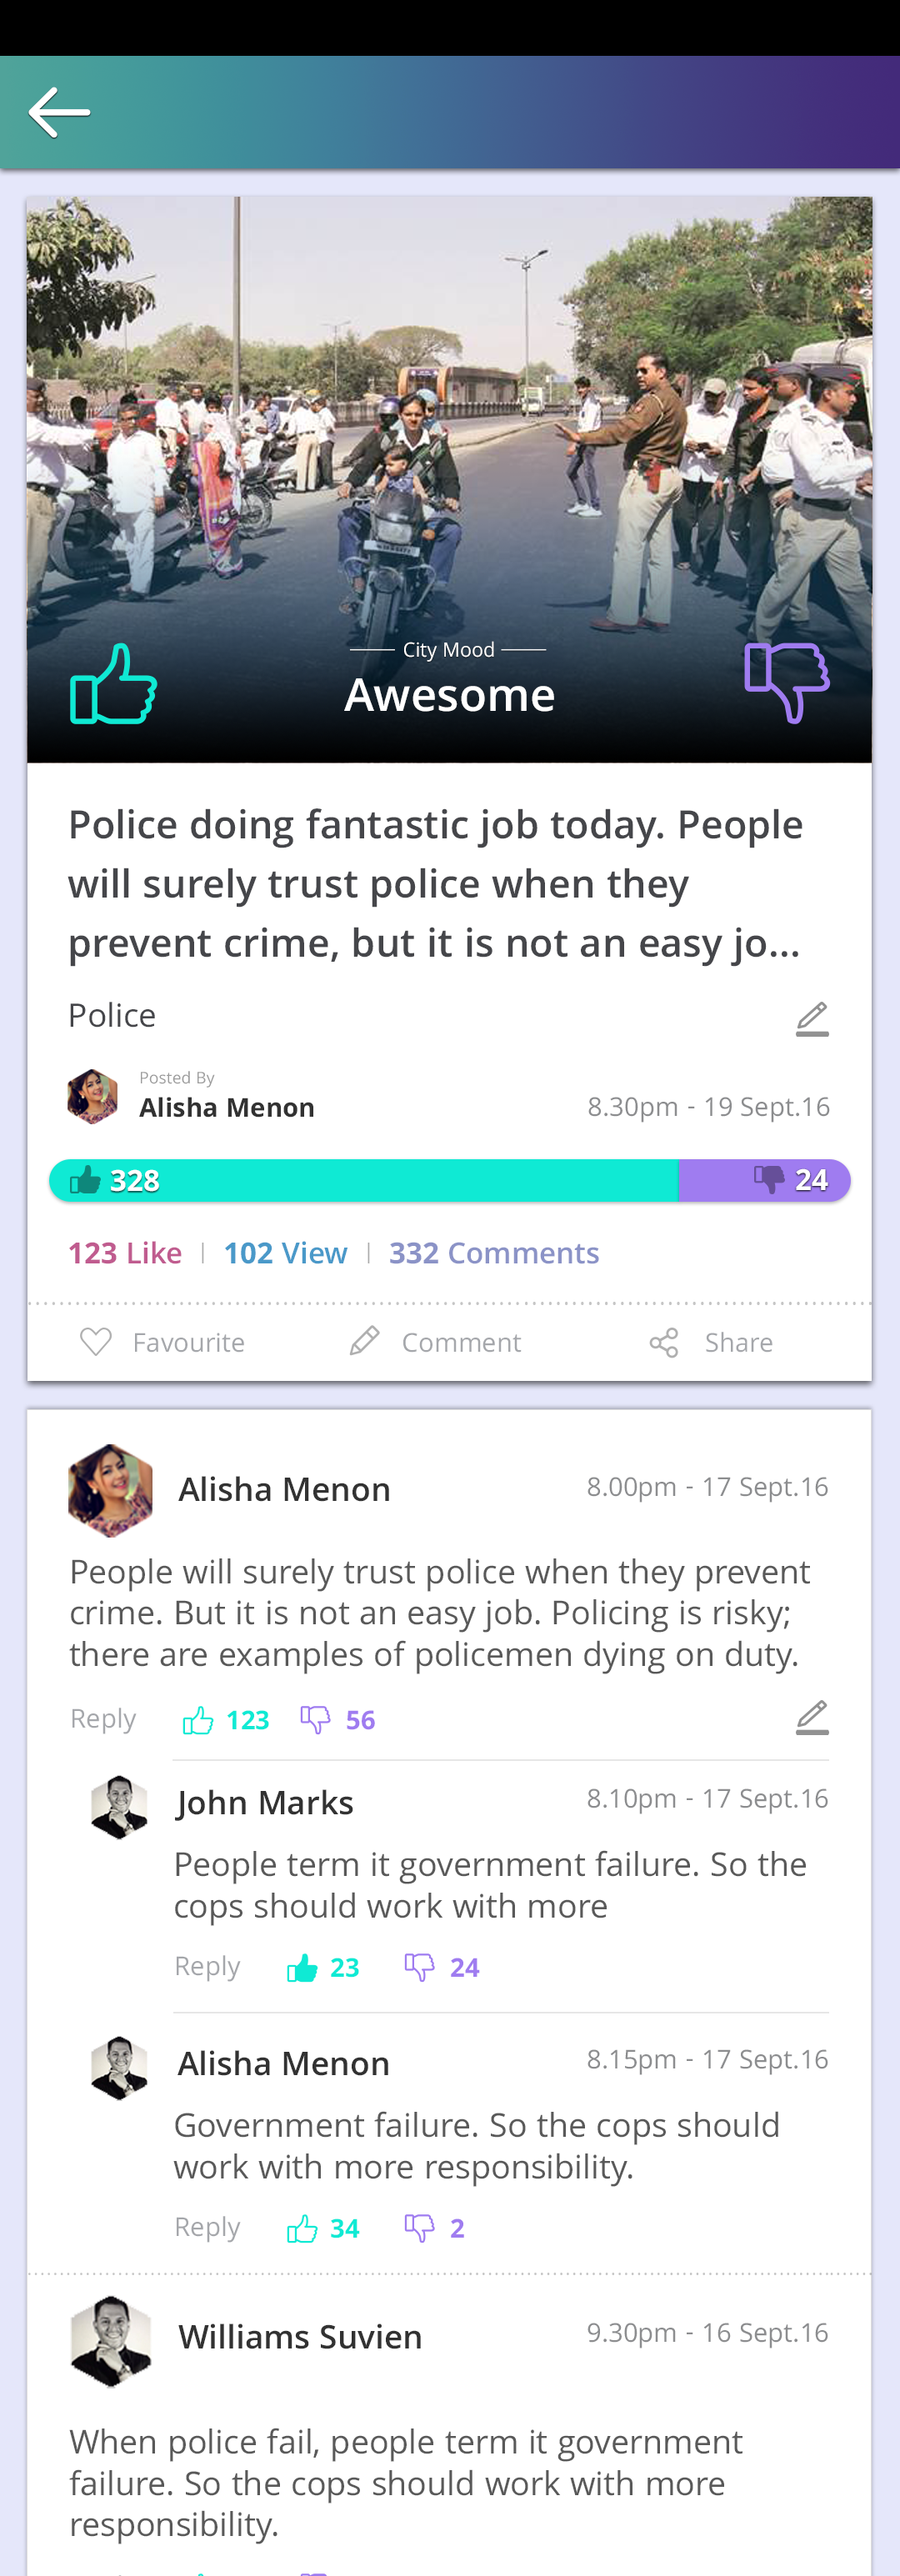 City Mood
Awesome
Police doing fantastic job today. People
will surely trust police when they
prevent crime, but it is not an easy jo...
Police
Posted By
Alisha Menon
8.30pm - 19 Sept.16
328
24
123 Like | 102 View | 332 Comments
Favourite
Comment
Share
Alisha Menon
8.00pm - 17 Sept.16
People will surely trust police when they prevent
crime. But it is not an easy job. Policing is risky;
there are examples of policemen dying on duty.
Reply 123 56
John Marks
8.10pm - 17 Sept.16
People term it government failure. So the
cops should work with more
Reply 23 24
Alisha Menon
8.15pm - 17 Sept.16
Government failure. So the cops should
work with more responsibility.
Reply 34 2
Williams Suvien
9.30pm - 16 Sept.16
When police fail, people term it government
failure. So the cops should work with more
responsibility.